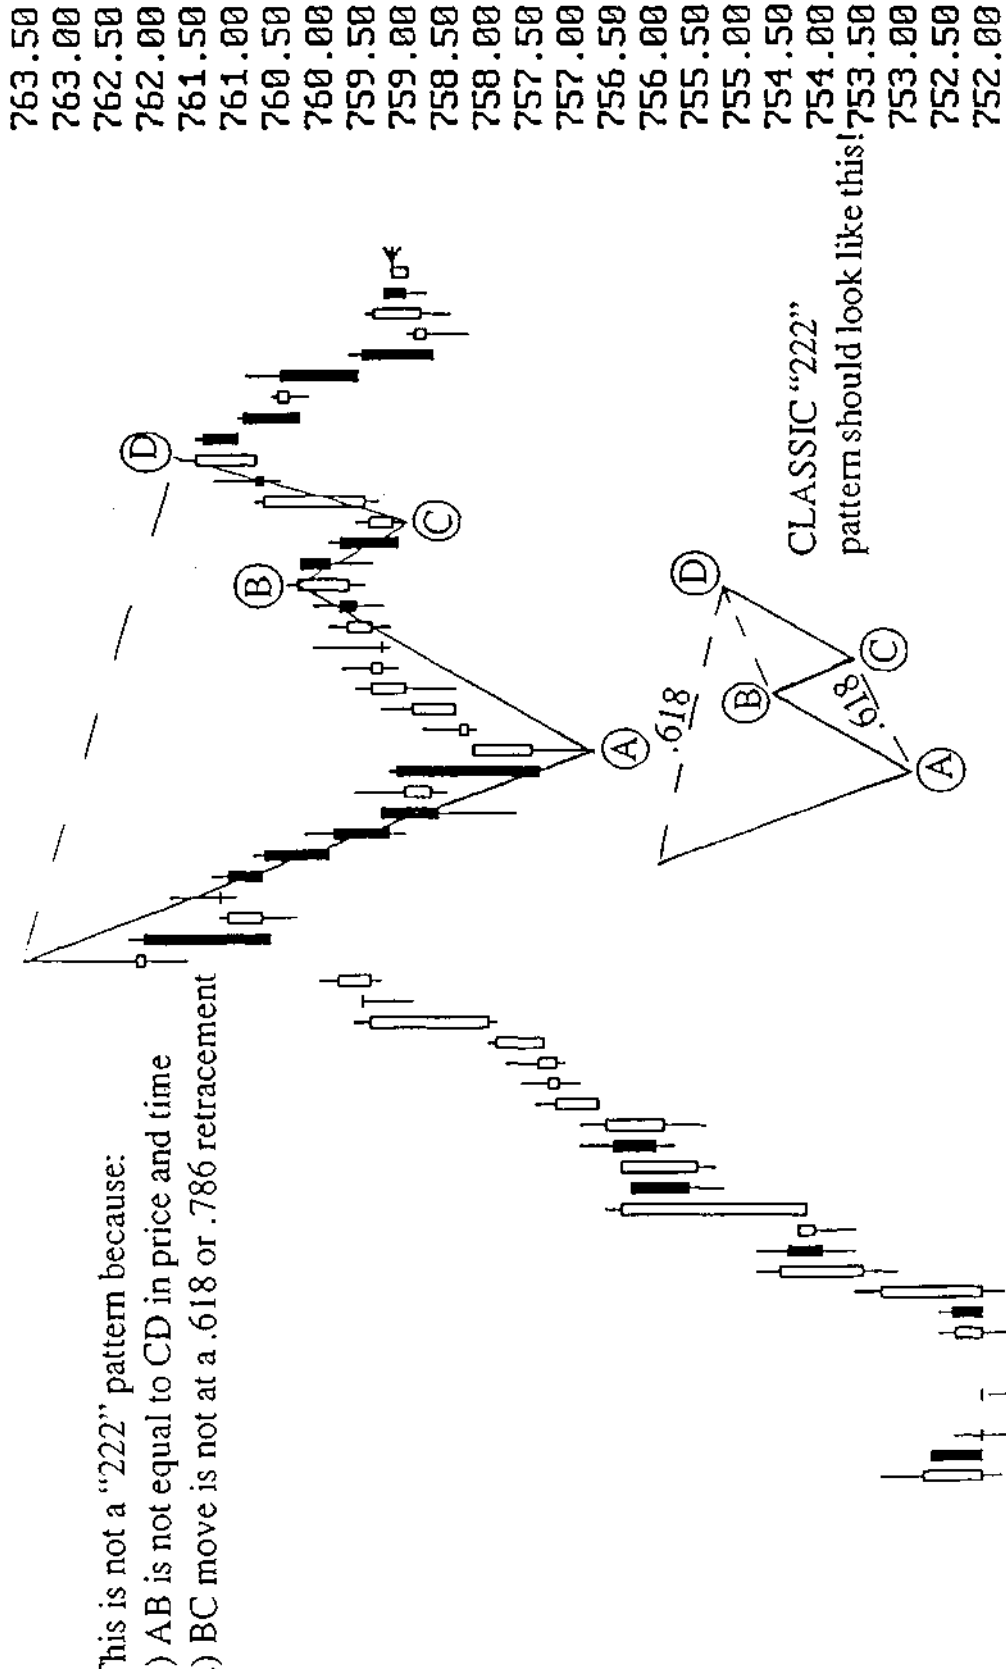 This is not a “222” pattern because:
) AB is not equal to CD in price and time
) BC move is not at a .618 or .786 retracement
D
B
C
A
CLASSIC “222”
pattern should look like this!
.618
D
B
.618
C
A
763.50
763.00
762.50
762.00
761.50
761.00
760.50
760.00
759.50
759.00
758.50
758.00
757.50
757.00
756.50
756.00
755.50
755.00
754.50
754.00
753.50
753.00
752.50
752.00